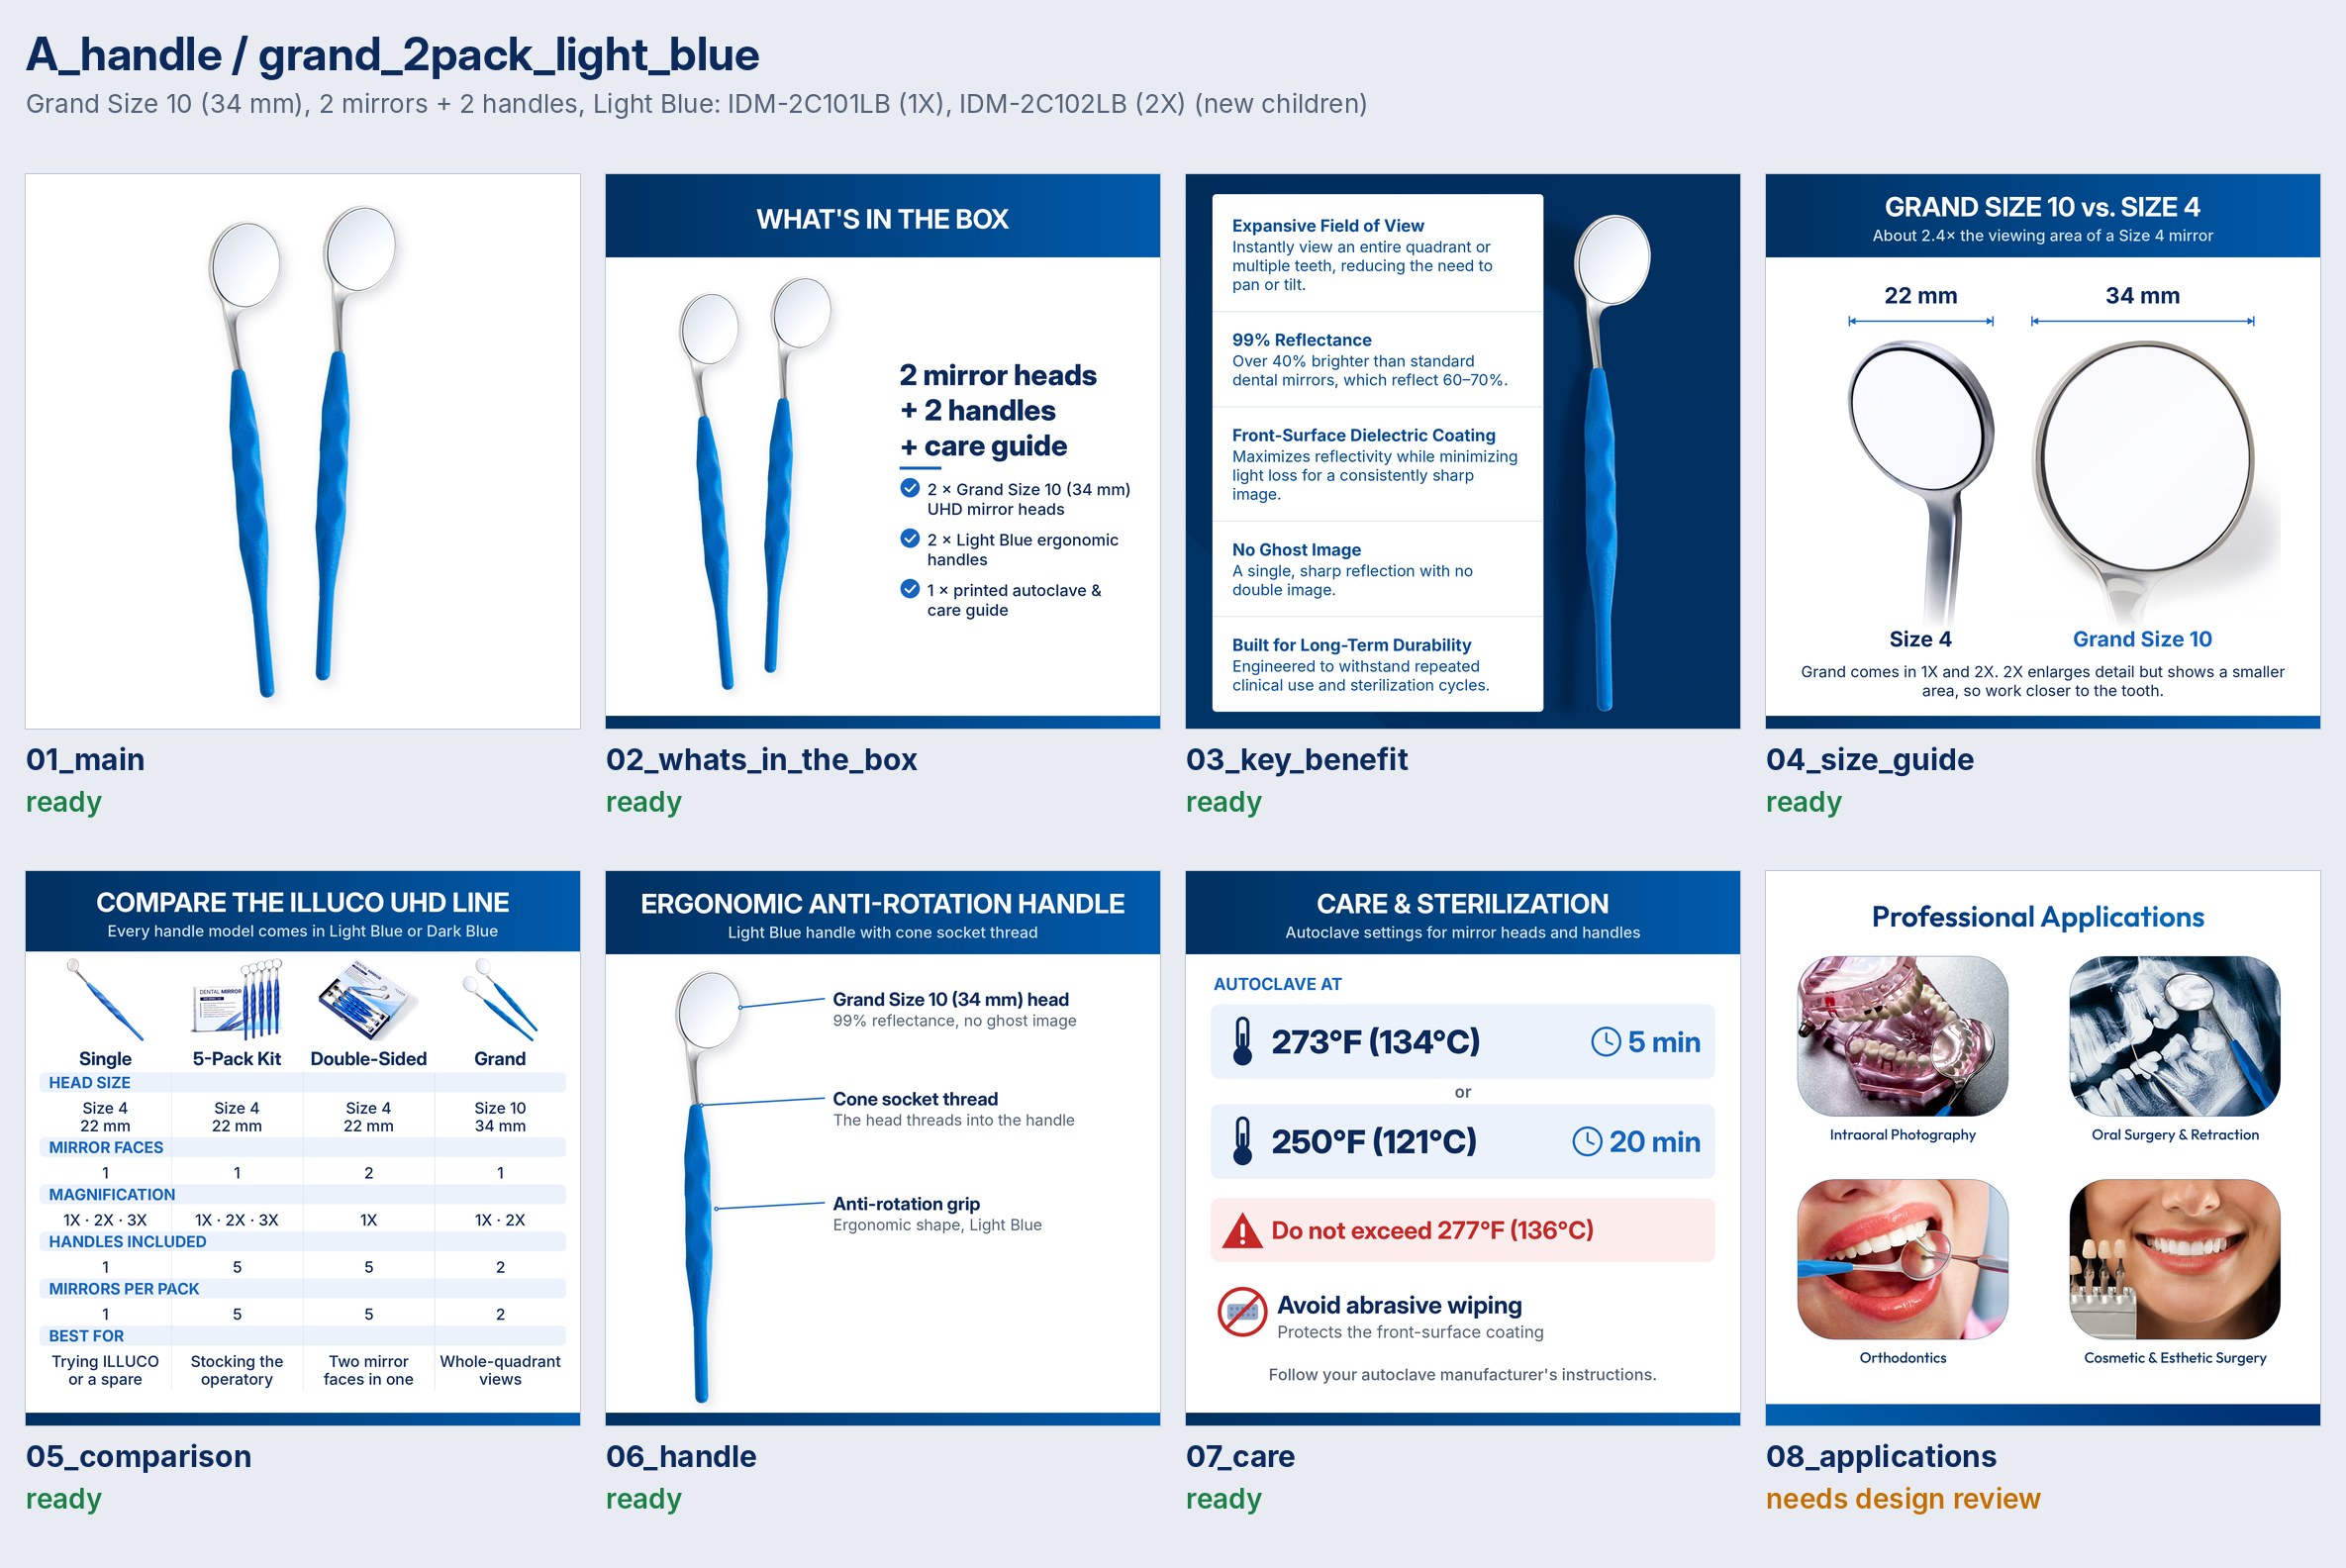 A_handle / grand_2pack_light_blue
Grand Size 10 (34 mm), 2 mirrors + 2 handles, Light Blue: IDM-2C101LB (1X), IDM-2C102LB (2X) (new children)
01_main
ready
WHAT'S IN THE BOX
2 mirror heads
+ 2 handles
+ care guide
2 × Grand Size 10 (34 mm)
UHD mirror heads
2 × Light Blue ergonomic
handles
1 × printed autoclave &
care guide
02_whats_in_the_box
ready
Expansive Field of View
Instantly view an entire quadrant or
multiple teeth, reducing the need to
pan or tilt.
99% Reflectance
Over 40% brighter than standard
dental mirrors, which reflect 60–70%.
Front-Surface Dielectric Coating
Maximizes reflectivity while minimizing
light loss for a consistently sharp
image.
No Ghost Image
A single, sharp reflection with no
double image.
Built for Long-Term Durability
Engineered to withstand repeated
clinical use and sterilization cycles.
03_key_benefit
ready
GRAND SIZE 10 vs. SIZE 4
About 2.4× the viewing area of a Size 4 mirror
22 mm
34 mm
Size 4
Grand Size 10
Grand comes in 1X and 2X. 2X enlarges detail but shows a smaller
area, so work closer to the tooth.
04_size_guide
ready
COMPARE THE ILLUCO UHD LINE
Every handle model comes in Light Blue or Dark Blue
DENTAL MIRROR
Single 5-Pack Kit Double-Sided Grand
HEAD SIZE
Size 4 Size 4 Size 4 Size 10
22 mm 22 mm 22 mm 34 mm
MIRROR FACES
1 1 2 1
MAGNIFICATION
1X · 2X · 3X 1X · 2X · 3X 1X 1X · 2X
HANDLES INCLUDED
1 5 5 2
MIRRORS PER PACK
1 5 5 2
BEST FOR
Trying ILLUCO Stocking the Two mirror Whole-quadrant
or a spare operatory faces in one views
05_comparison
ready
ERGONOMIC ANTI-ROTATION HANDLE
Light Blue handle with cone socket thread
Grand Size 10 (34 mm) head
99% reflectance, no ghost image
Cone socket thread
The head threads into the handle
Anti-rotation grip
Ergonomic shape, Light Blue
06_handle
ready
CARE & STERILIZATION
Autoclave settings for mirror heads and handles
AUTOCLAVE AT
273°F (134°C) 5 min
or
250°F (121°C) 20 min
Do not exceed 277°F (136°C)
Avoid abrasive wiping
Protects the front-surface coating
Follow your autoclave manufacturer's instructions.
07_care
ready
Professional Applications
Intraoral Photography
Oral Surgery & Retraction
Orthodontics
Cosmetic & Esthetic Surgery
08_applications
needs design review